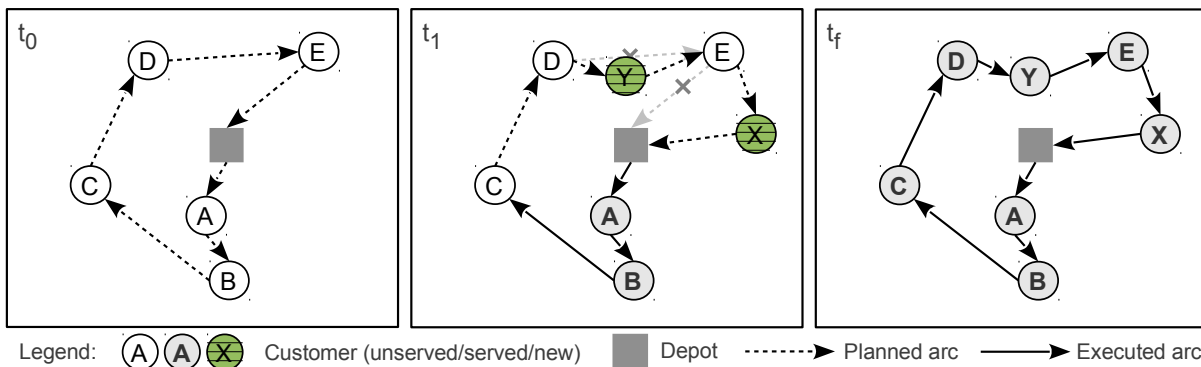 t0
D
E
C
A
B
t1
D
Y
E
X
C
A
B
tf
D
Y
E
X
C
A
B
Legend: A A X Customer (unserved/served/new) Depot Planned arc Executed arc